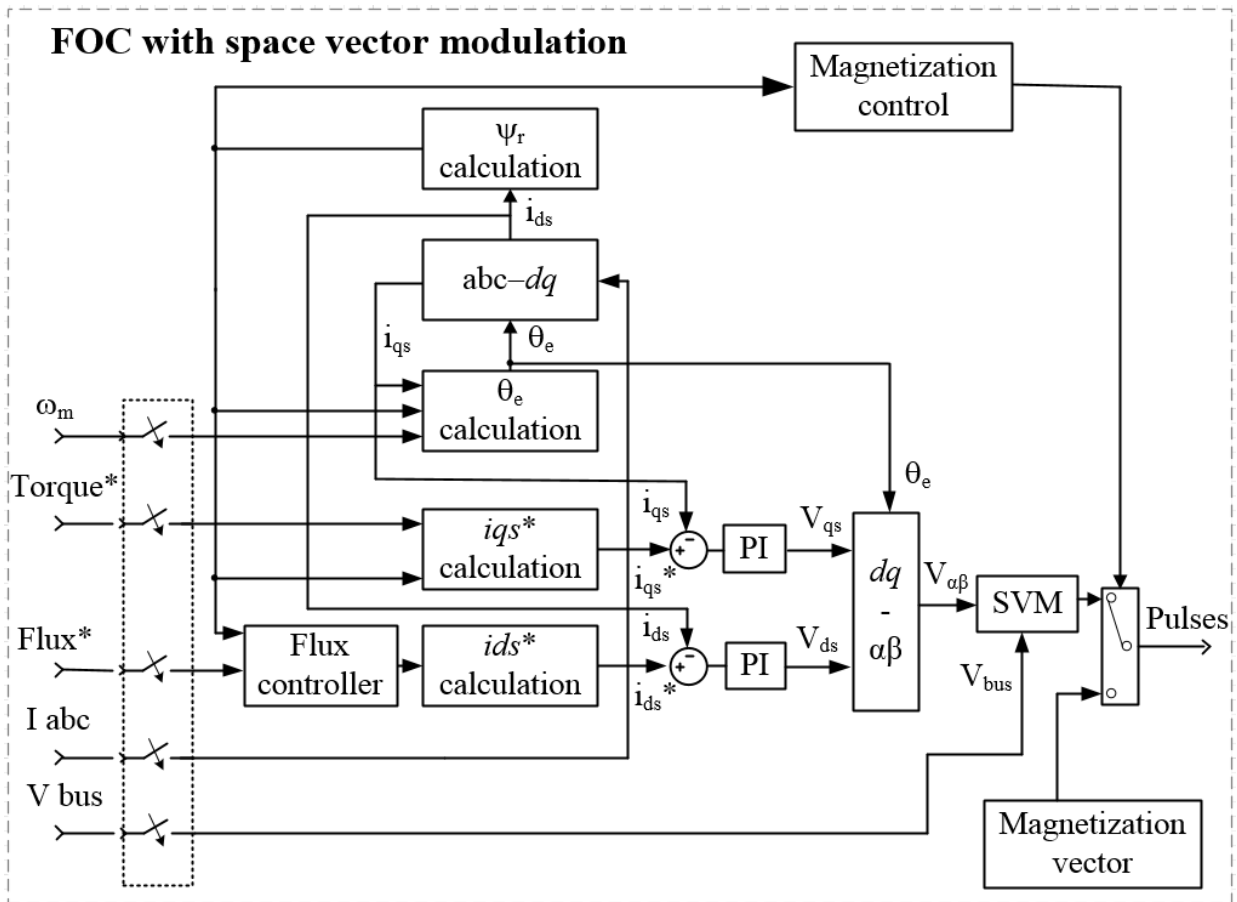 FOC with space vector modulation
Magnetization
control
ψr
calculation
ids
abc–dq
iqs
θe
θe
calculation
ωm
Torque*
iqs*
calculation
iqs
iqs*
+
-
PI
Vqs
θe
dq
-
αβ
Vαβ
SVM
Pulses
Flux*
Flux
controller
ids*
calculation
ids
ids*
+
-
PI
Vds
Vbus
I abc
V bus
Magnetization
vector